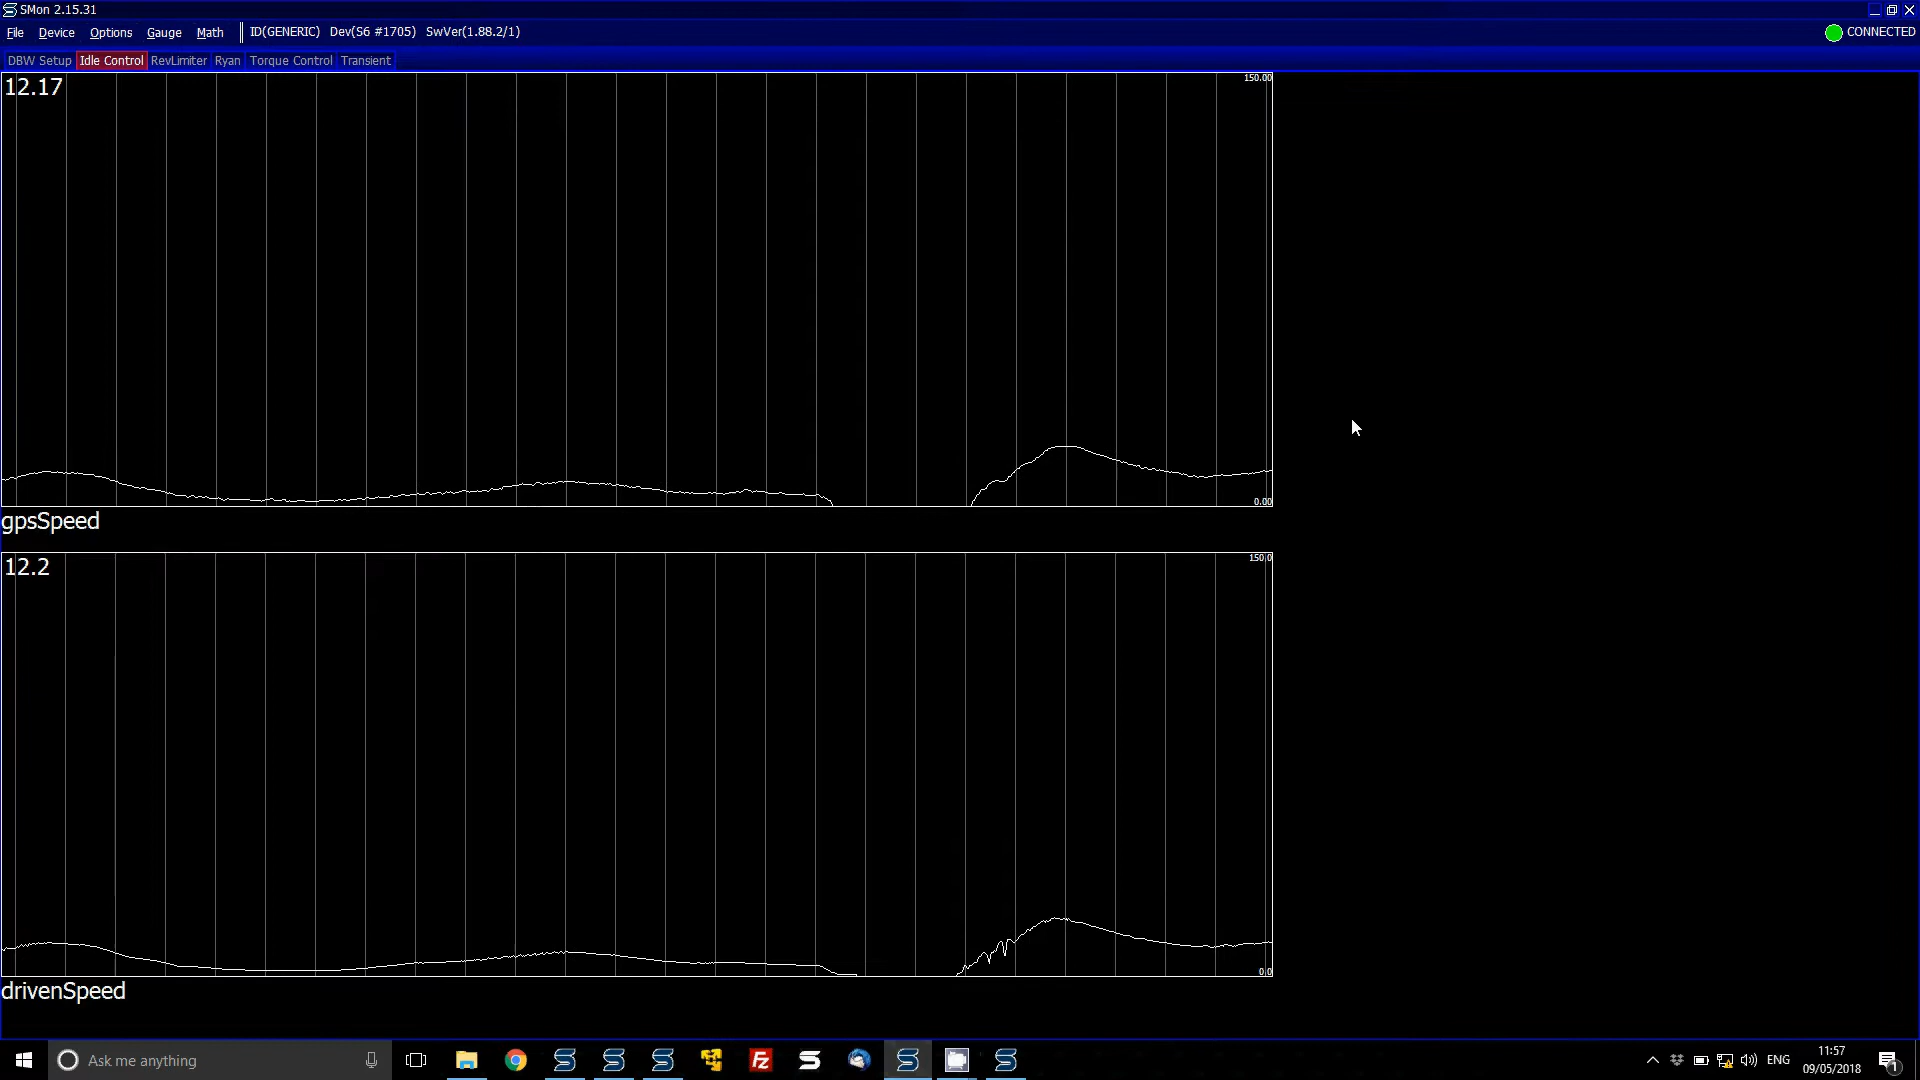 SMon 2.15.31
File Device Options Gauge Math ID(GENERIC) Dev(S6 #1705) SwVer(1.88.2/1) CONNECTED
DBW Setup Idle Control RevLimiter Ryan Torque Control Transient
12.17 150.00
0.00
gpsSpeed
12.2 150.0
0.0
drivenSpeed
Ask me anything ENG 11:57
09/05/2018 1